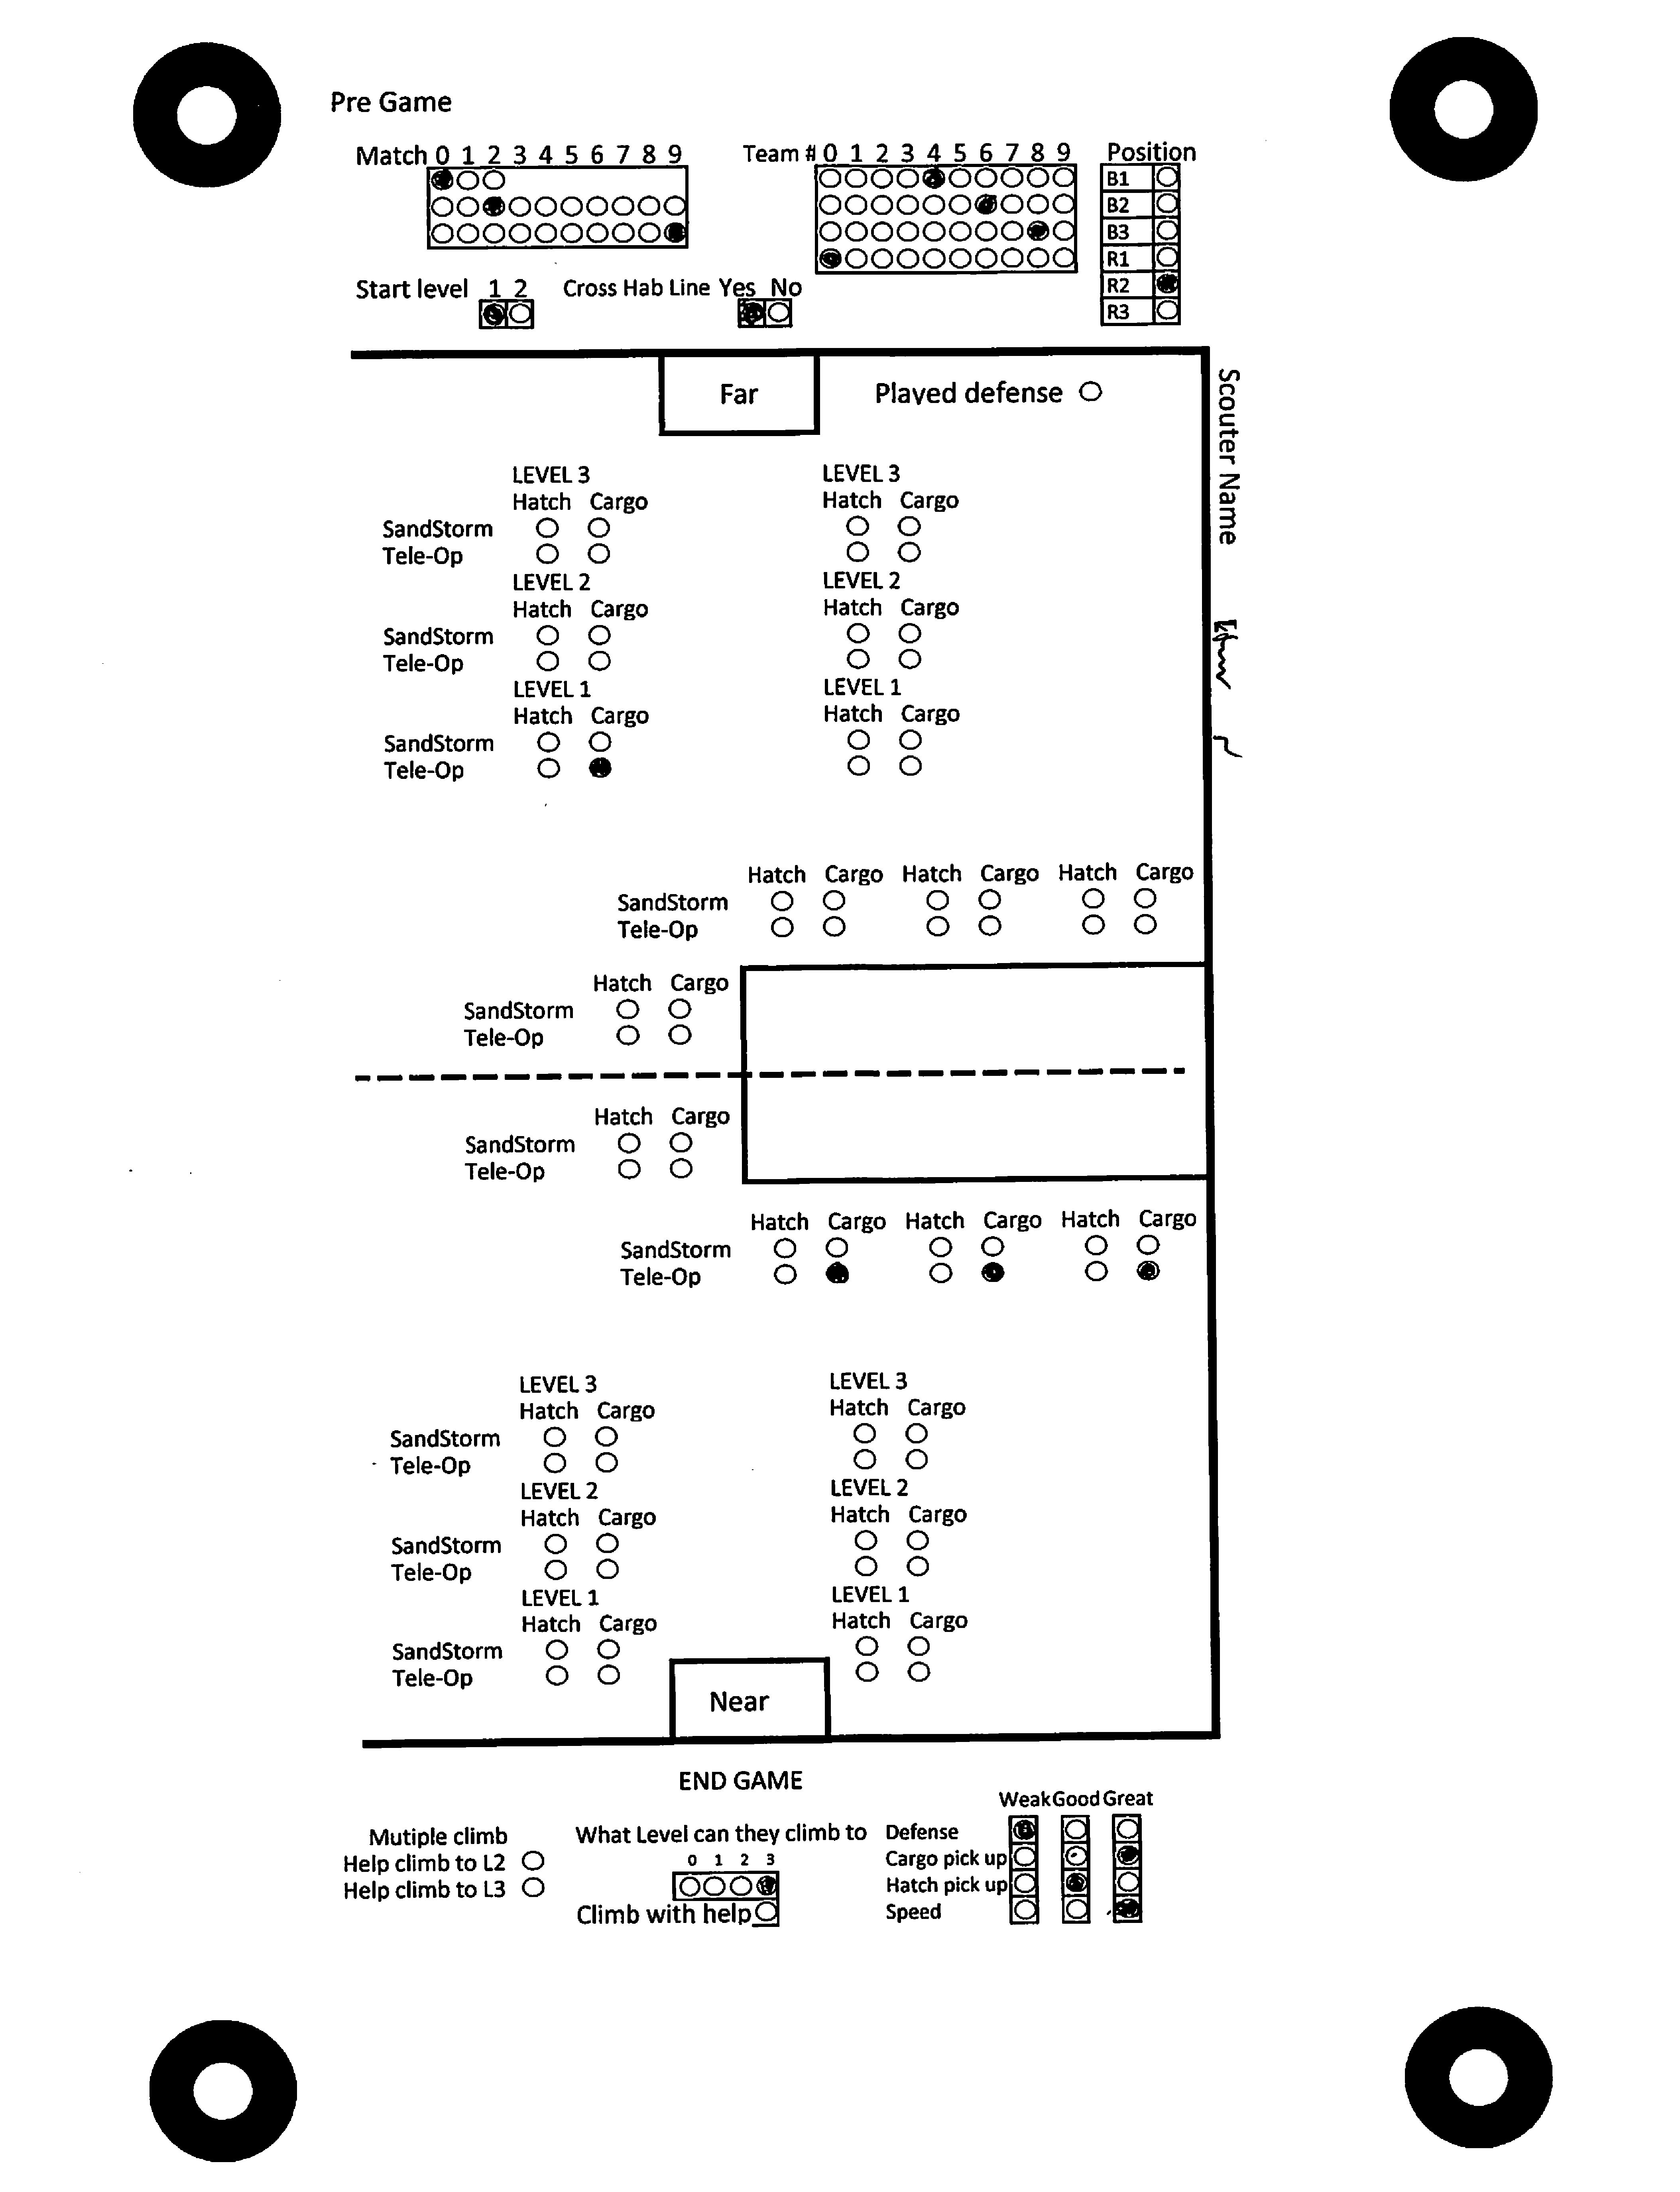 Pre Game
Match 0 1 2 3 4 5 6 7 8 9
Team # 0 1 2 3 4 5 6 7 8 9
Position
B1
B2
B3
R1
R2
R3
Start level 1 2
Cross Hab Line Yes No
Far
Played defense
Scouter Name
LEVEL 3 LEVEL 3
Hatch Cargo Hatch Cargo
SandStorm
Tele-Op
LEVEL 2 LEVEL 2
Hatch Cargo Hatch Cargo
SandStorm
Tele-Op
LEVEL 1 LEVEL 1
Hatch Cargo Hatch Cargo
SandStorm
Tele-Op
Hatch Cargo Hatch Cargo Hatch Cargo
SandStorm
Tele-Op
Hatch Cargo
SandStorm
Tele-Op
Hatch Cargo
SandStorm
Tele-Op
Hatch Cargo Hatch Cargo Hatch Cargo
SandStorm
Tele-Op
LEVEL 3 LEVEL 3
Hatch Cargo Hatch Cargo
SandStorm
Tele-Op
LEVEL 2 LEVEL 2
Hatch Cargo Hatch Cargo
SandStorm
Tele-Op
LEVEL 1 LEVEL 1
Hatch Cargo Hatch Cargo
SandStorm
Tele-Op
Near
END GAME
Mutiple climb
Help climb to L2
Help climb to L3
What Level can they climb to
0 1 2 3
Climb with help
Weak Good Great
Defense
Cargo pick up
Hatch pick up
Speed